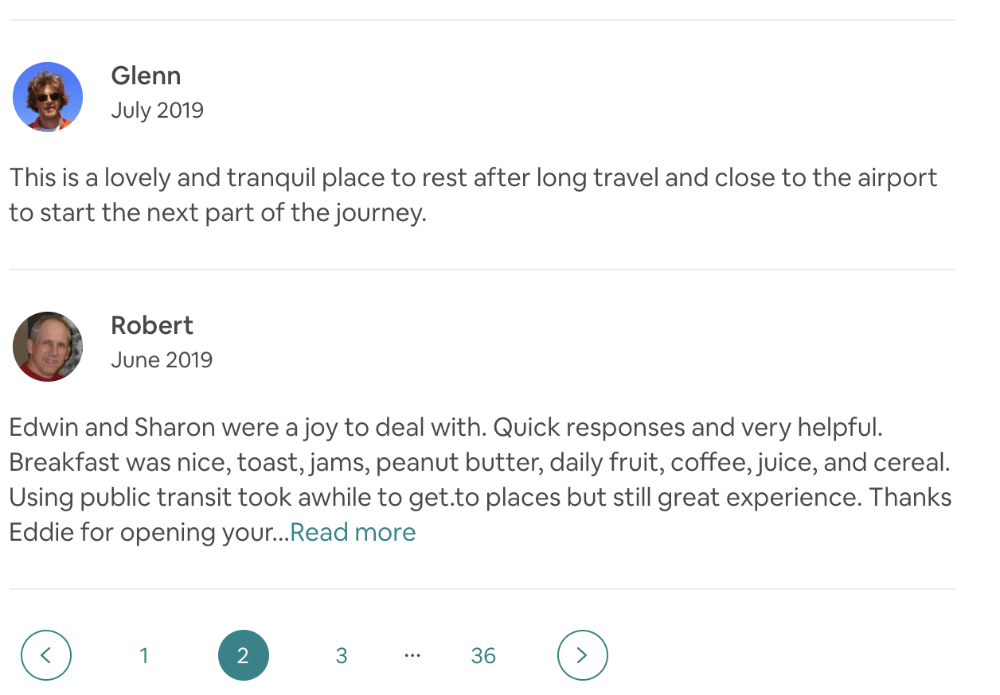 Glenn
July 2019
This is a lovely and tranquil place to rest after long travel and close to the airport
to start the next part of the journey.
Robert
June 2019
Edwin and Sharon were a joy to deal with. Quick responses and very helpful.
Breakfast was nice, toast, jams, peanut butter, daily fruit, coffee, juice, and cereal.
Using public transit took awhile to get.to places but still great experience. Thanks
Eddie for opening your...Read more
1 2 3 ... 36